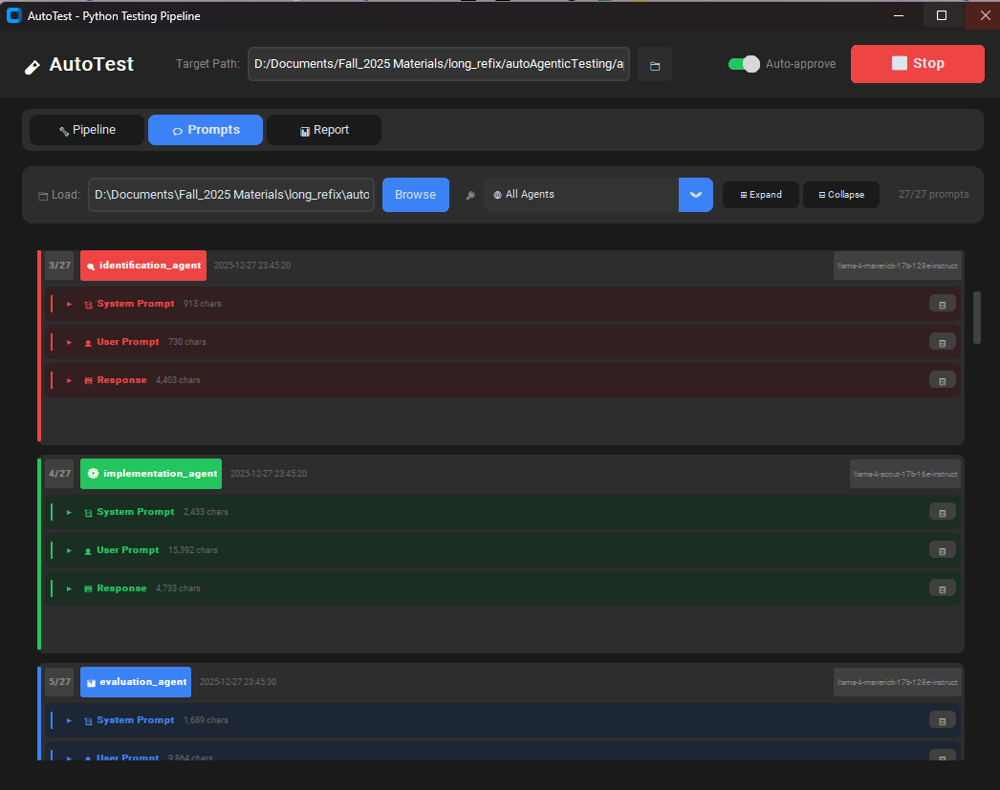 AutoTest - Python Testing Pipeline
AutoTest
Target Path:
D:/Documents/Fall_2025 Materials/long_refix/autoAgenticTesting/a
Auto-approve
Stop
Pipeline
Prompts
Report
Load:
D:\Documents\Fall_2025 Materials\long_refix\auto
Browse
All Agents
Expand
Collapse
27/27 prompts
3/27
identification_agent
2025-12-27 23:45:20
llama-4-maverick-17b-128e-instruct
System Prompt 913 chars
User Prompt 730 chars
Response 4,403 chars
4/27
implementation_agent
2025-12-27 23:45:20
llama-4-scout-17b-16e-instruct
System Prompt 2,433 chars
User Prompt 15,392 chars
Response 4,733 chars
5/27
evaluation_agent
2025-12-27 23:45:30
llama-4-maverick-17b-128e-instruct
System Prompt 1,689 chars
User Prompt 9,864 chars